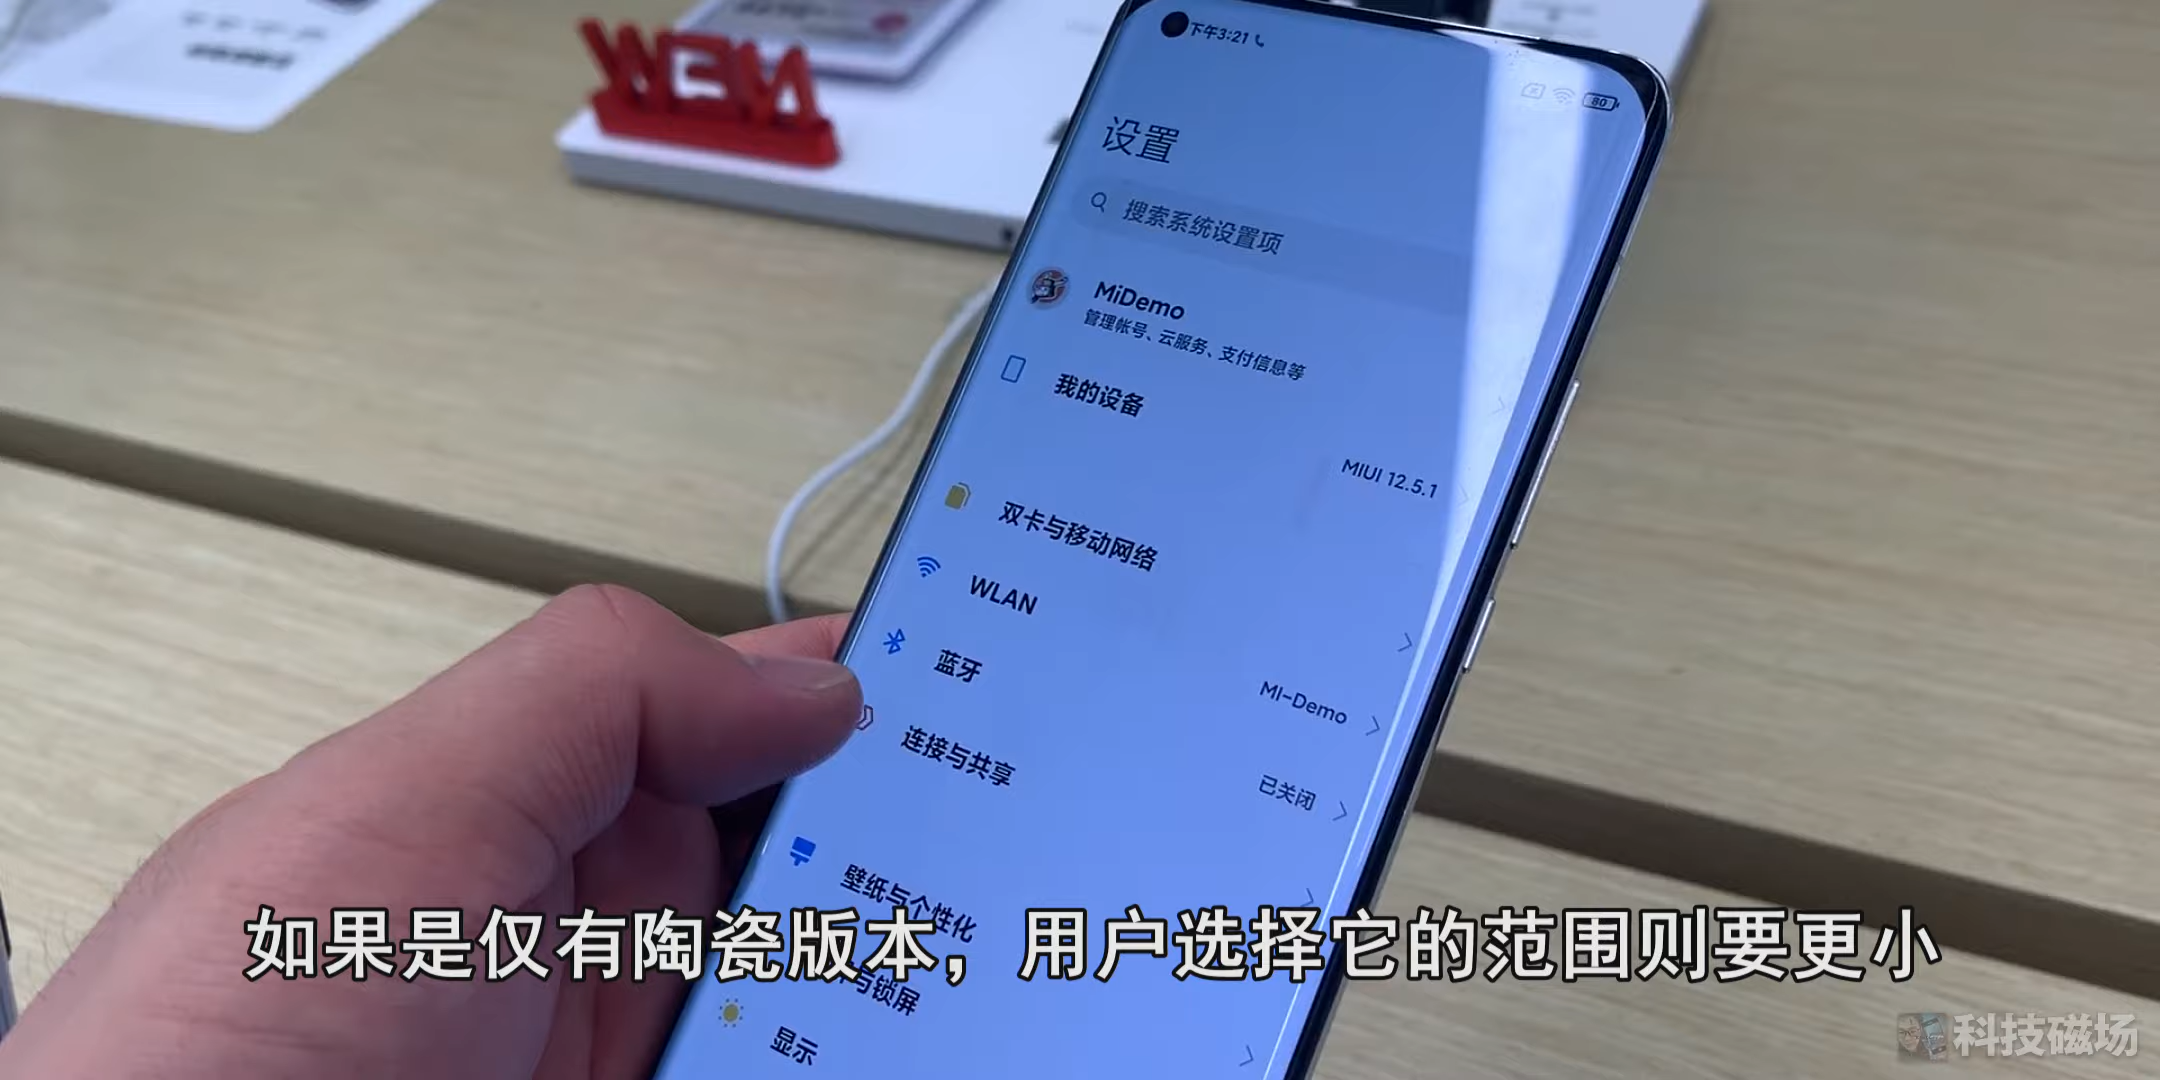 下午3:21
80
NEW
设置
搜索系统设置项
MiDemo
管理帐号、云服务、支付信息等
我的设备
MIUI 12.5.1
双卡与移动网络
WLAN
MI-Demo
蓝牙
已关闭
连接与共享
壁纸与个性化
与锁屏
显示
如果是仅有陶瓷版本，用户选择它的范围则要更小
科技磁场